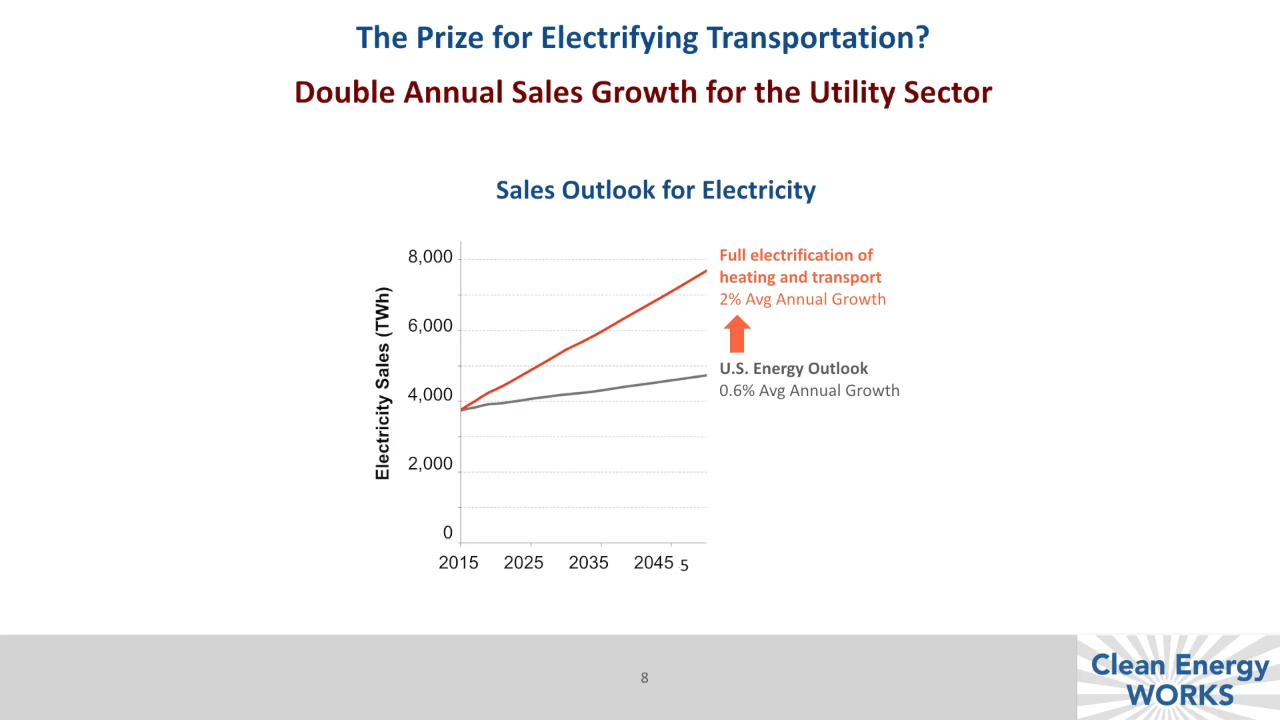 The Prize for Electrifying Transportation?
Double Annual Sales Growth for the Utility Sector
Sales Outlook for Electricity
Electricity Sales (TWh)
8,000
6,000
4,000
2,000
0
2015 2025 2035 2045 5
Full electrification of
heating and transport
2% Avg Annual Growth
U.S. Energy Outlook
0.6% Avg Annual Growth
8
Clean Energy
WORKS